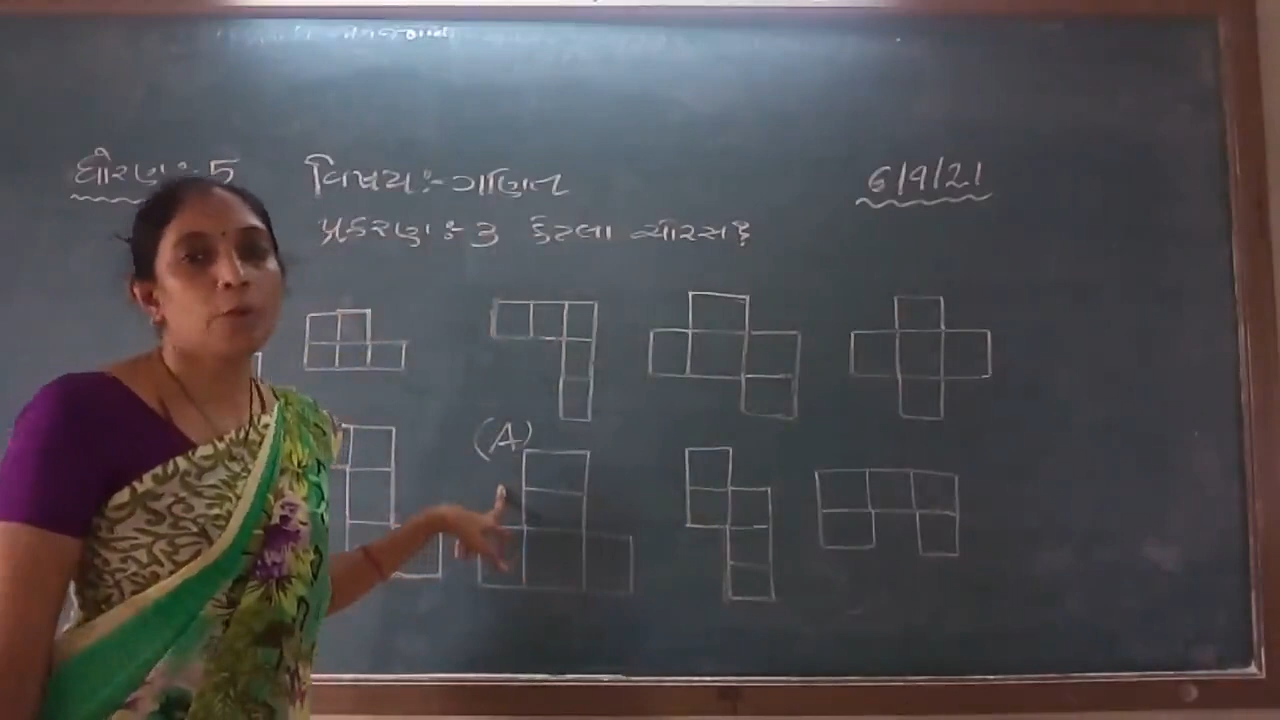 ધોરણ :- 5 વિષય :- ગણિત 6/9/21
પ્રકરણ :- 3 કેટલા ચોરસ?
(A)